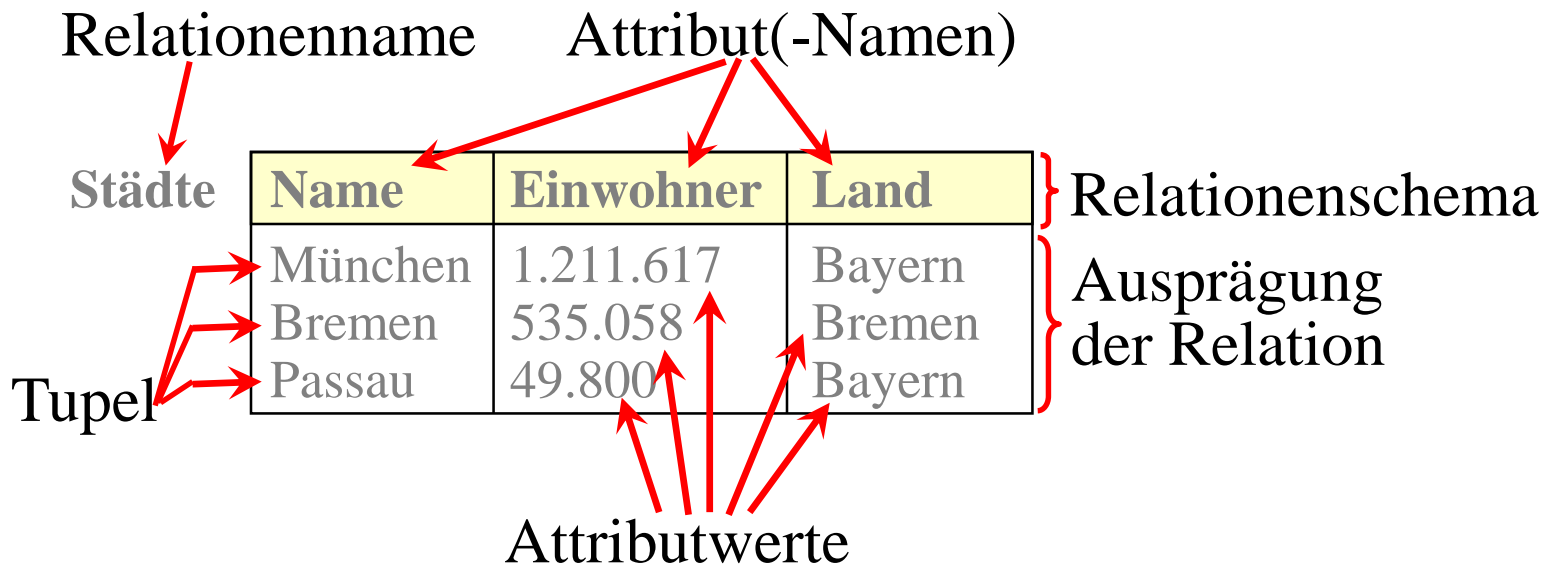 Relationenname Attribut(-Namen)
Städte Name Einwohner Land
Relationenschema
München 1.211.617 Bayern
Bremen 535.058 Bremen
Passau 49.800 Bayern
Ausprägung
der Relation
Tupel
Attributwerte